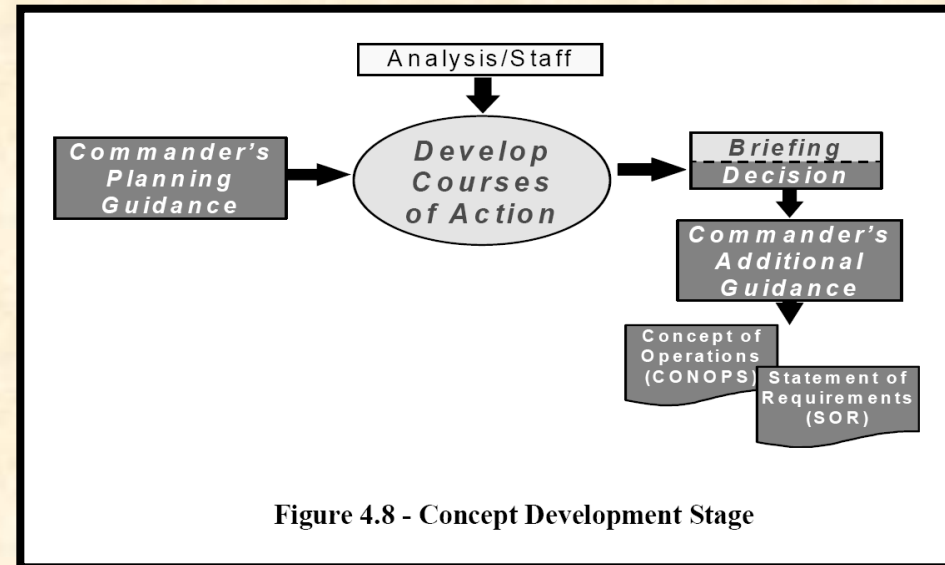 Analysis/Staff
Commander's
Planning
Guidance
Develop
Courses
of Action
Briefing
Decision
Commander's
Additional
Guidance
Concept of
Operations
(CONOPS)
Statement of
Requirements
(SOR)
Figure 4.8 - Concept Development Stage